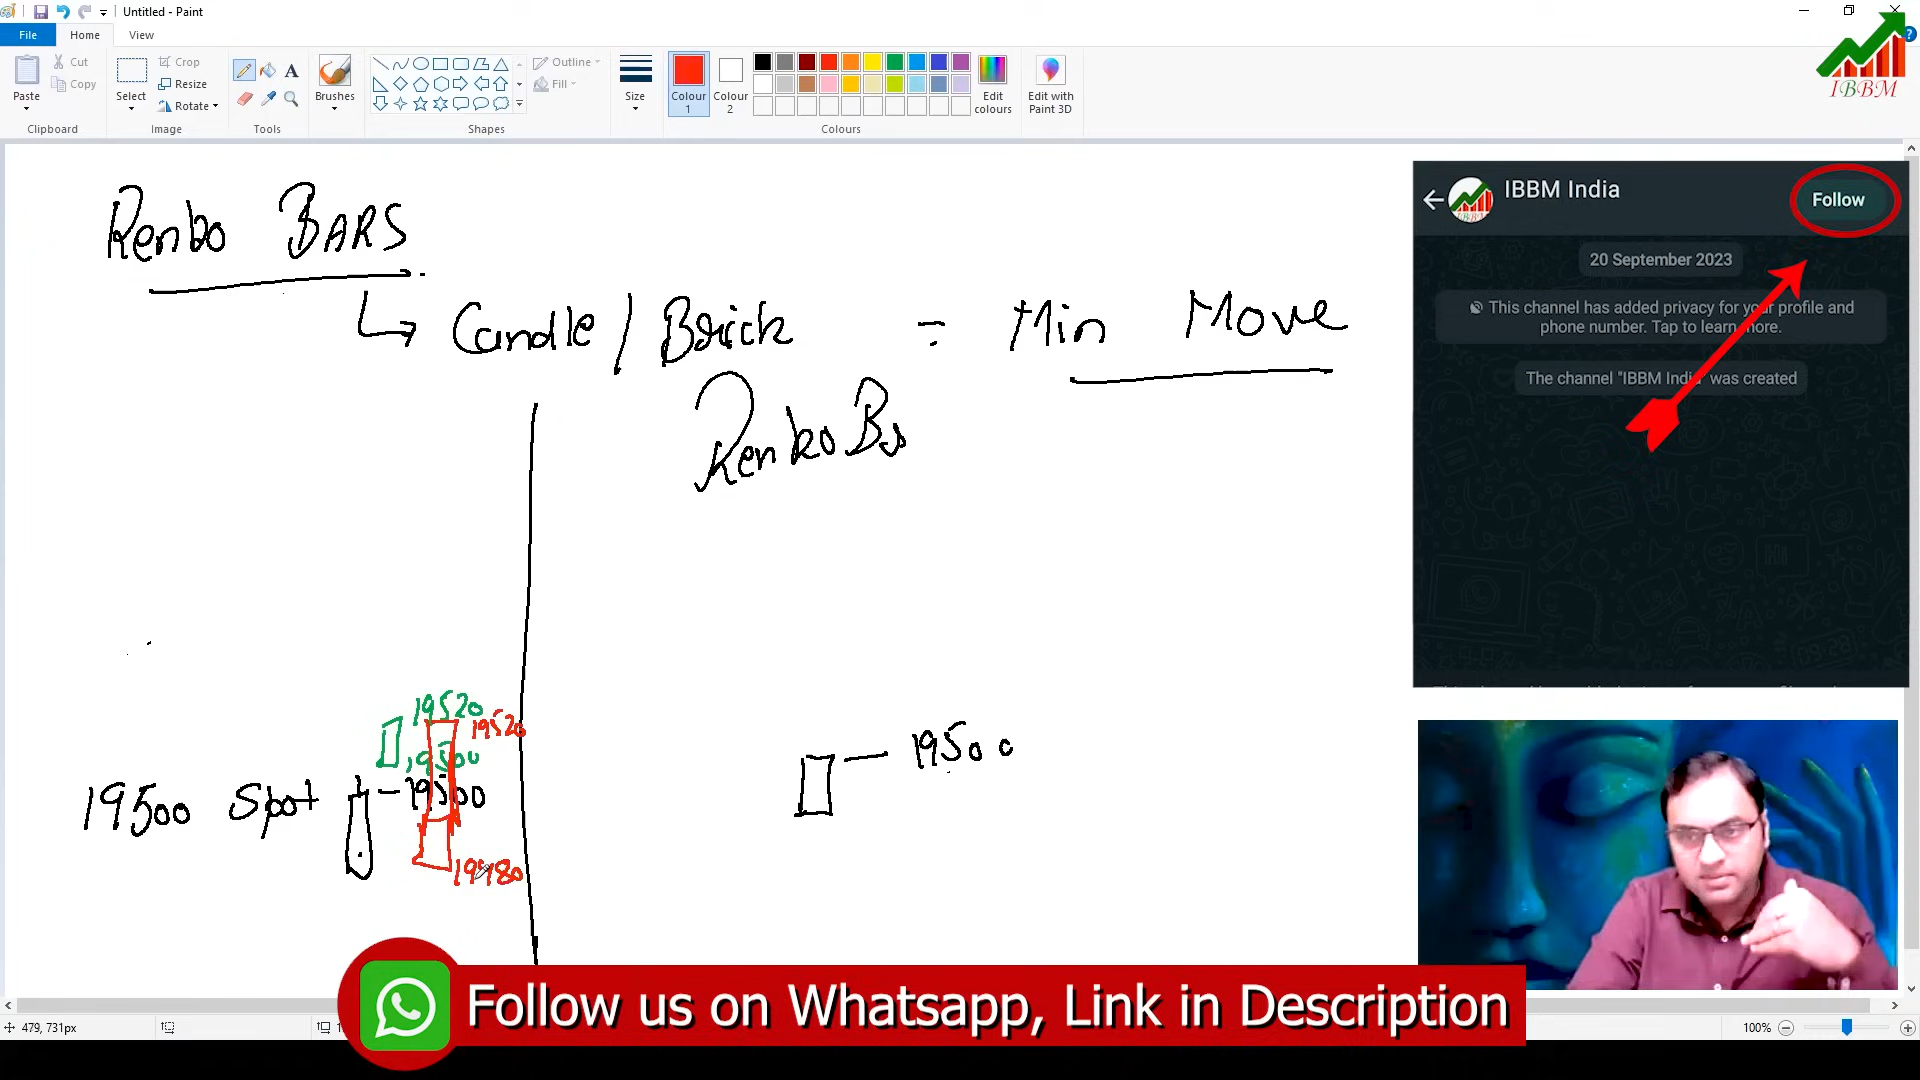 Untitled - Paint
File
Home
View
Paste
Cut
Copy
Clipboard
Select
Crop
Resize
Rotate
Image
Tools
Brushes
Shapes
Outline
Fill
Size
Colour 1
Colour 2
Edit colours
Edit with Paint 3D
Colours
IBBM
Renko BARS
Candle / Brick = Min Move
Renko Bs
19520
19520
19500
19500 Spot
19500
19480
19500
IBBM India
Follow
20 September 2023
This channel has added privacy for your profile and
phone number. Tap to learn more.
The channel "IBBM India" was created
Follow us on Whatsapp, Link in Description
479, 731px
100%